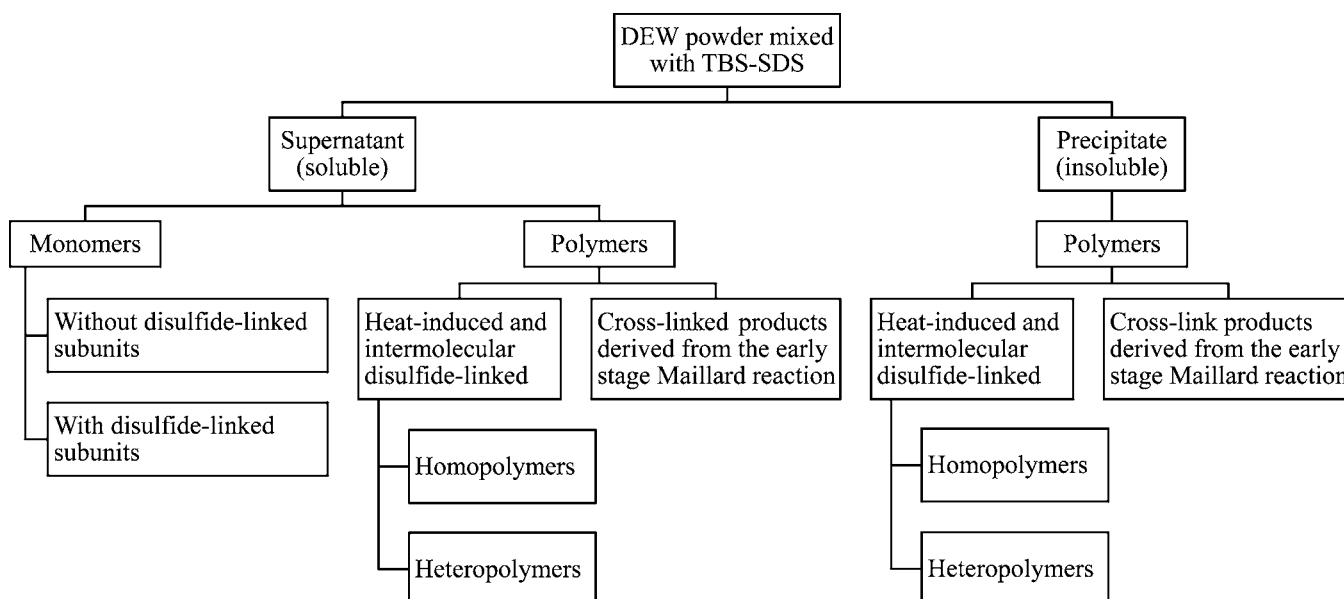 DEW powder mixed
with TBS-SDS
Supernatant
(soluble)
Precipitate
(insoluble)
Monomers
Polymers
Polymers
Without disulfide-linked
subunits
With disulfide-linked
subunits
Heat-induced and
intermolecular
disulfide-linked
Cross-linked products
derived from the early
stage Maillard reaction
Homopolymers
Heteropolymers
Heat-induced and
intermolecular
disulfide-linked
Cross-link products
derived from the early
stage Maillard reaction
Homopolymers
Heteropolymers